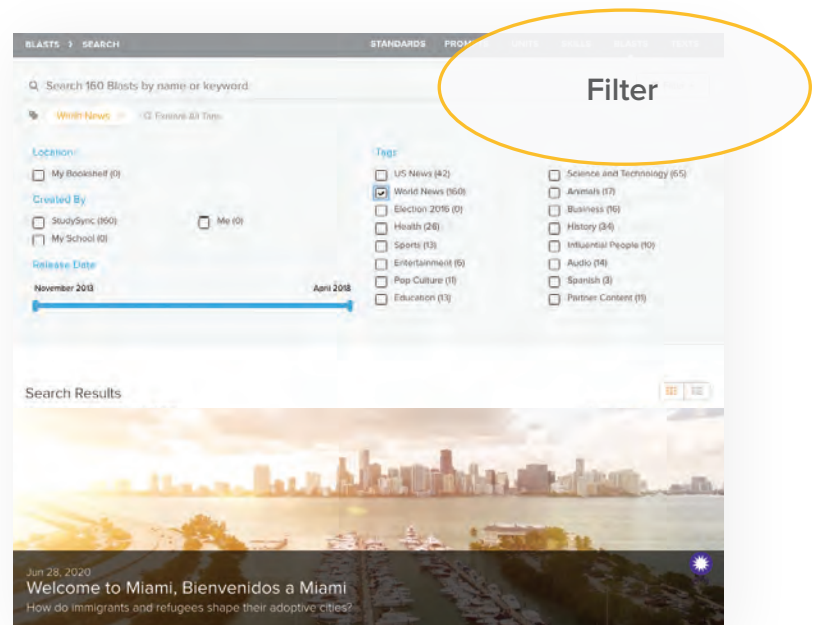 BLASTS > SEARCH
STANDARDS
Filter
Search 160 Blasts by name or keyword
World News
Location
My Bookshelf (0)
Created By
StudySync (160)
Me (0)
My School (0)
Release Date
November 2013
April 2018
Tags
US News (42)
World News (160)
Election 2016 (0)
Health (26)
Sports (13)
Entertainment (6)
Pop Culture (11)
Education (13)
Science and Technology (65)
Animals (17)
Business (16)
History (34)
Influential People (10)
Audio (14)
Spanish (3)
Partner Content (11)
Search Results
Jun 28, 2020
Welcome to Miami, Bienvenidos a Miami
How do immigrants and refugees shape their adoptive cities?